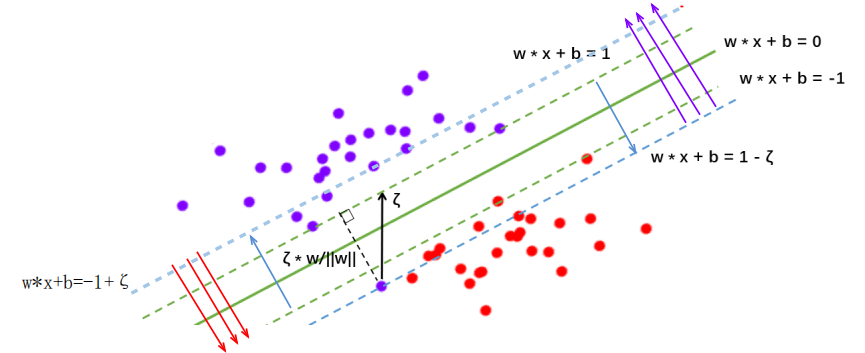 w * x + b = 1
w * x + b = 0
w * x + b = -1
w * x + b = 1 - ζ
ζ
ζ * w/||w||
w*x+b=−1+ ζ